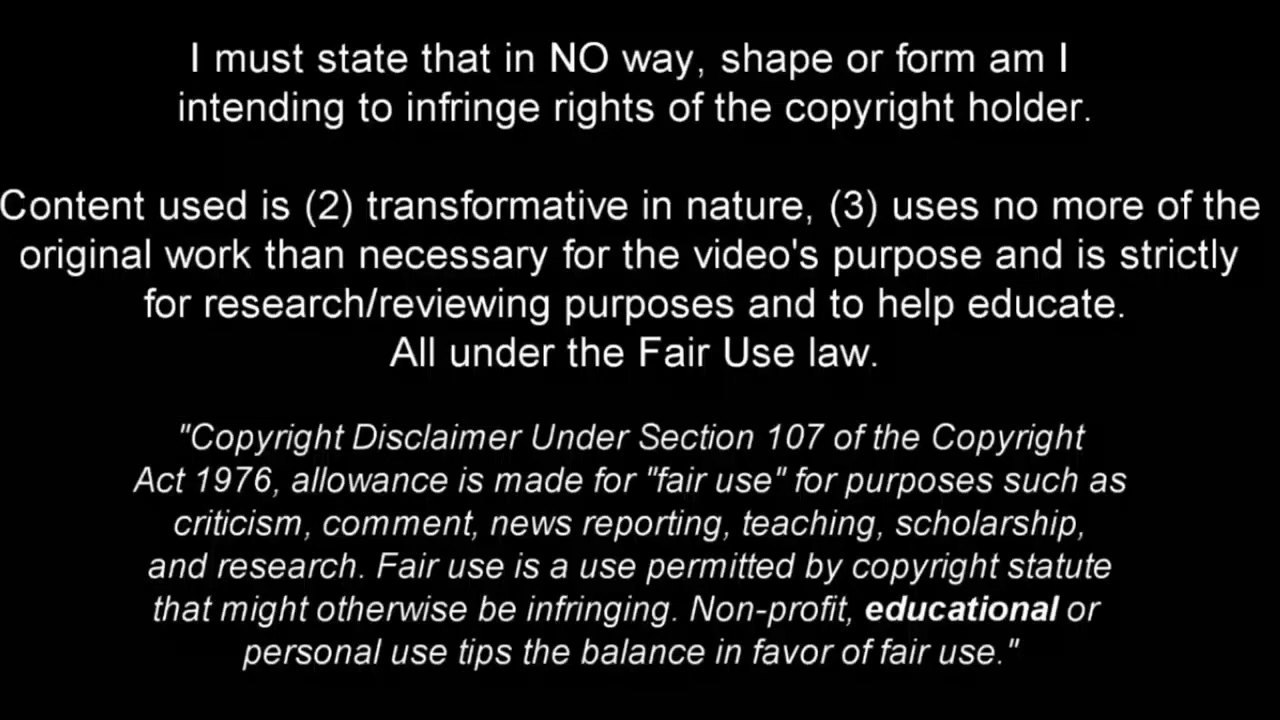 I must state that in NO way, shape or form am I
intending to infringe rights of the copyright holder.
Content used is (2) transformative in nature, (3) uses no more of the
original work than necessary for the video's purpose and is strictly
for research/reviewing purposes and to help educate.
All under the Fair Use law.
"Copyright Disclaimer Under Section 107 of the Copyright
Act 1976, allowance is made for "fair use" for purposes such as
criticism, comment, news reporting, teaching, scholarship,
and research. Fair use is a use permitted by copyright statute
that might otherwise be infringing. Non-profit, educational or
personal use tips the balance in favor of fair use."